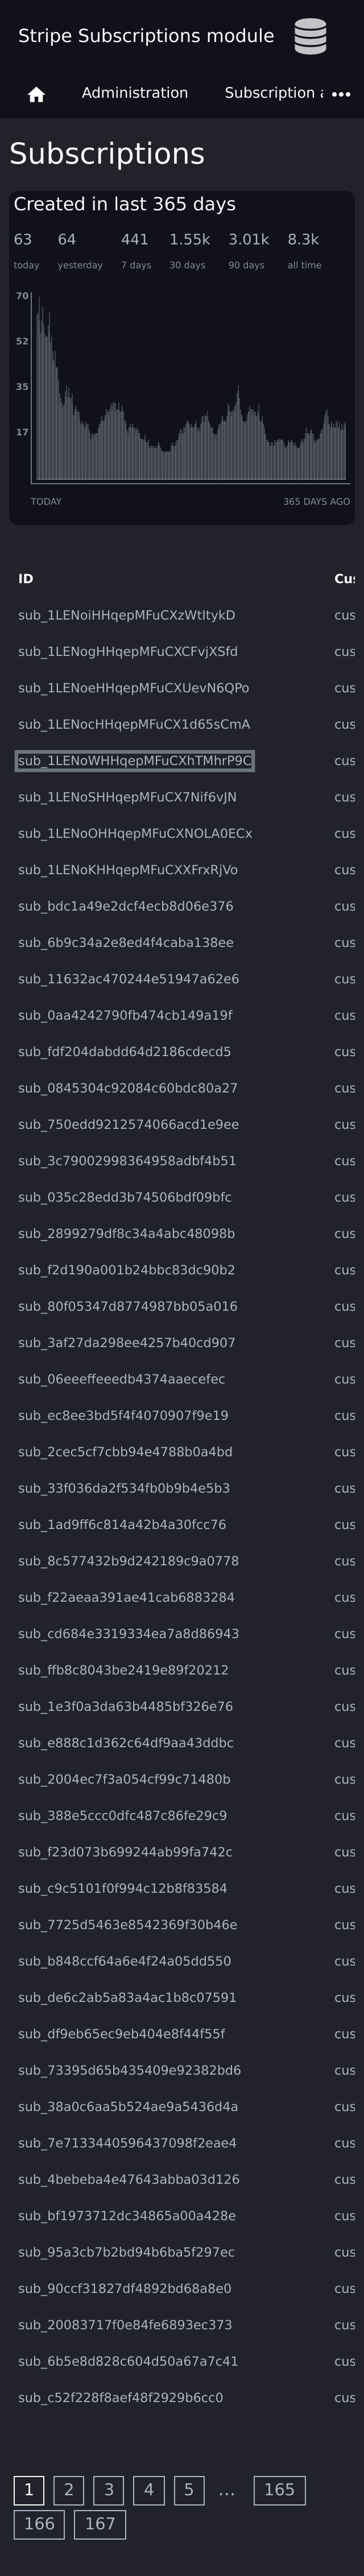 Stripe Subscriptions module
Administration Subscription a
Subscriptions
Created in last 365 days
63 64 441 1.55k 3.01k 8.3k
today yesterday 7 days 30 days 90 days all time
70
52
35
17
TODAY 365 DAYS AGO
ID Cus
sub_1LENoiHHqepMFuCXzWtItykD cus
sub_1LENogHHqepMFuCXCFvjXSfd cus
sub_1LENoeHHqepMFuCXUevN6QPo cus
sub_1LENocHHqepMFuCX1d65sCmA cus
sub_1LENoWHHqepMFuCXhTMhrP9C cus
sub_1LENoSHHqepMFuCX7Nif6vJN cus
sub_1LENoOHHqepMFuCXNOLA0ECx cus
sub_1LENoKHHqepMFuCXXFrxRjVo cus
sub_bdc1a49e2dcf4ecb8d06e376 cus
sub_6b9c34a2e8ed4f4caba138ee cus
sub_11632ac470244e51947a62e6 cus
sub_0aa4242790fb474cb149a19f cus
sub_fdf204dabdd64d2186cdecd5 cus
sub_0845304c92084c60bdc80a27 cus
sub_750edd9212574066acd1e9ee cus
sub_3c79002998364958adbf4b51 cus
sub_035c28edd3b74506bdf09bfc cus
sub_2899279df8c34a4abc48098b cus
sub_f2d190a001b24bbc83dc90b2 cus
sub_80f05347d8774987bb05a016 cus
sub_3af27da298ee4257b40cd907 cus
sub_06eeeffeeedb4374aaecefec cus
sub_ec8ee3bd5f4f4070907f9e19 cus
sub_2cec5cf7cbb94e4788b0a4bd cus
sub_33f036da2f534fb0b9b4e5b3 cus
sub_1ad9ff6c814a42b4a30fcc76 cus
sub_8c577432b9d242189c9a0778 cus
sub_f22aeaa391ae41cab6883284 cus
sub_cd684e3319334ea7a8d86943 cus
sub_ffb8c8043be2419e89f20212 cus
sub_1e3f0a3da63b4485bf326e76 cus
sub_e888c1d362c64df9aa43ddbc cus
sub_2004ec7f3a054cf99c71480b cus
sub_388e5ccc0dfc487c86fe29c9 cus
sub_f23d073b699244ab99fa742c cus
sub_c9c5101f0f994c12b8f83584 cus
sub_7725d5463e8542369f30b46e cus
sub_b848ccf64a6e4f24a05dd550 cus
sub_de6c2ab5a83a4ac1b8c07591 cus
sub_df9eb65ec9eb404e8f44f55f cus
sub_73395d65b435409e92382bd6 cus
sub_38a0c6aa5b524ae9a5436d4a cus
sub_7e7133440596437098f2eae4 cus
sub_4bebeba4e47643abba03d126 cus
sub_bf1973712dc34865a00a428e cus
sub_95a3cb7b2bd94b6ba5f297ec cus
sub_90ccf31827df4892bd68a8e0 cus
sub_20083717f0e84fe6893ec373 cus
sub_6b5e8d828c604d50a67a7c41 cus
sub_c52f228f8aef48f2929b6cc0 cus
1 2 3 4 5 … 165
166 167